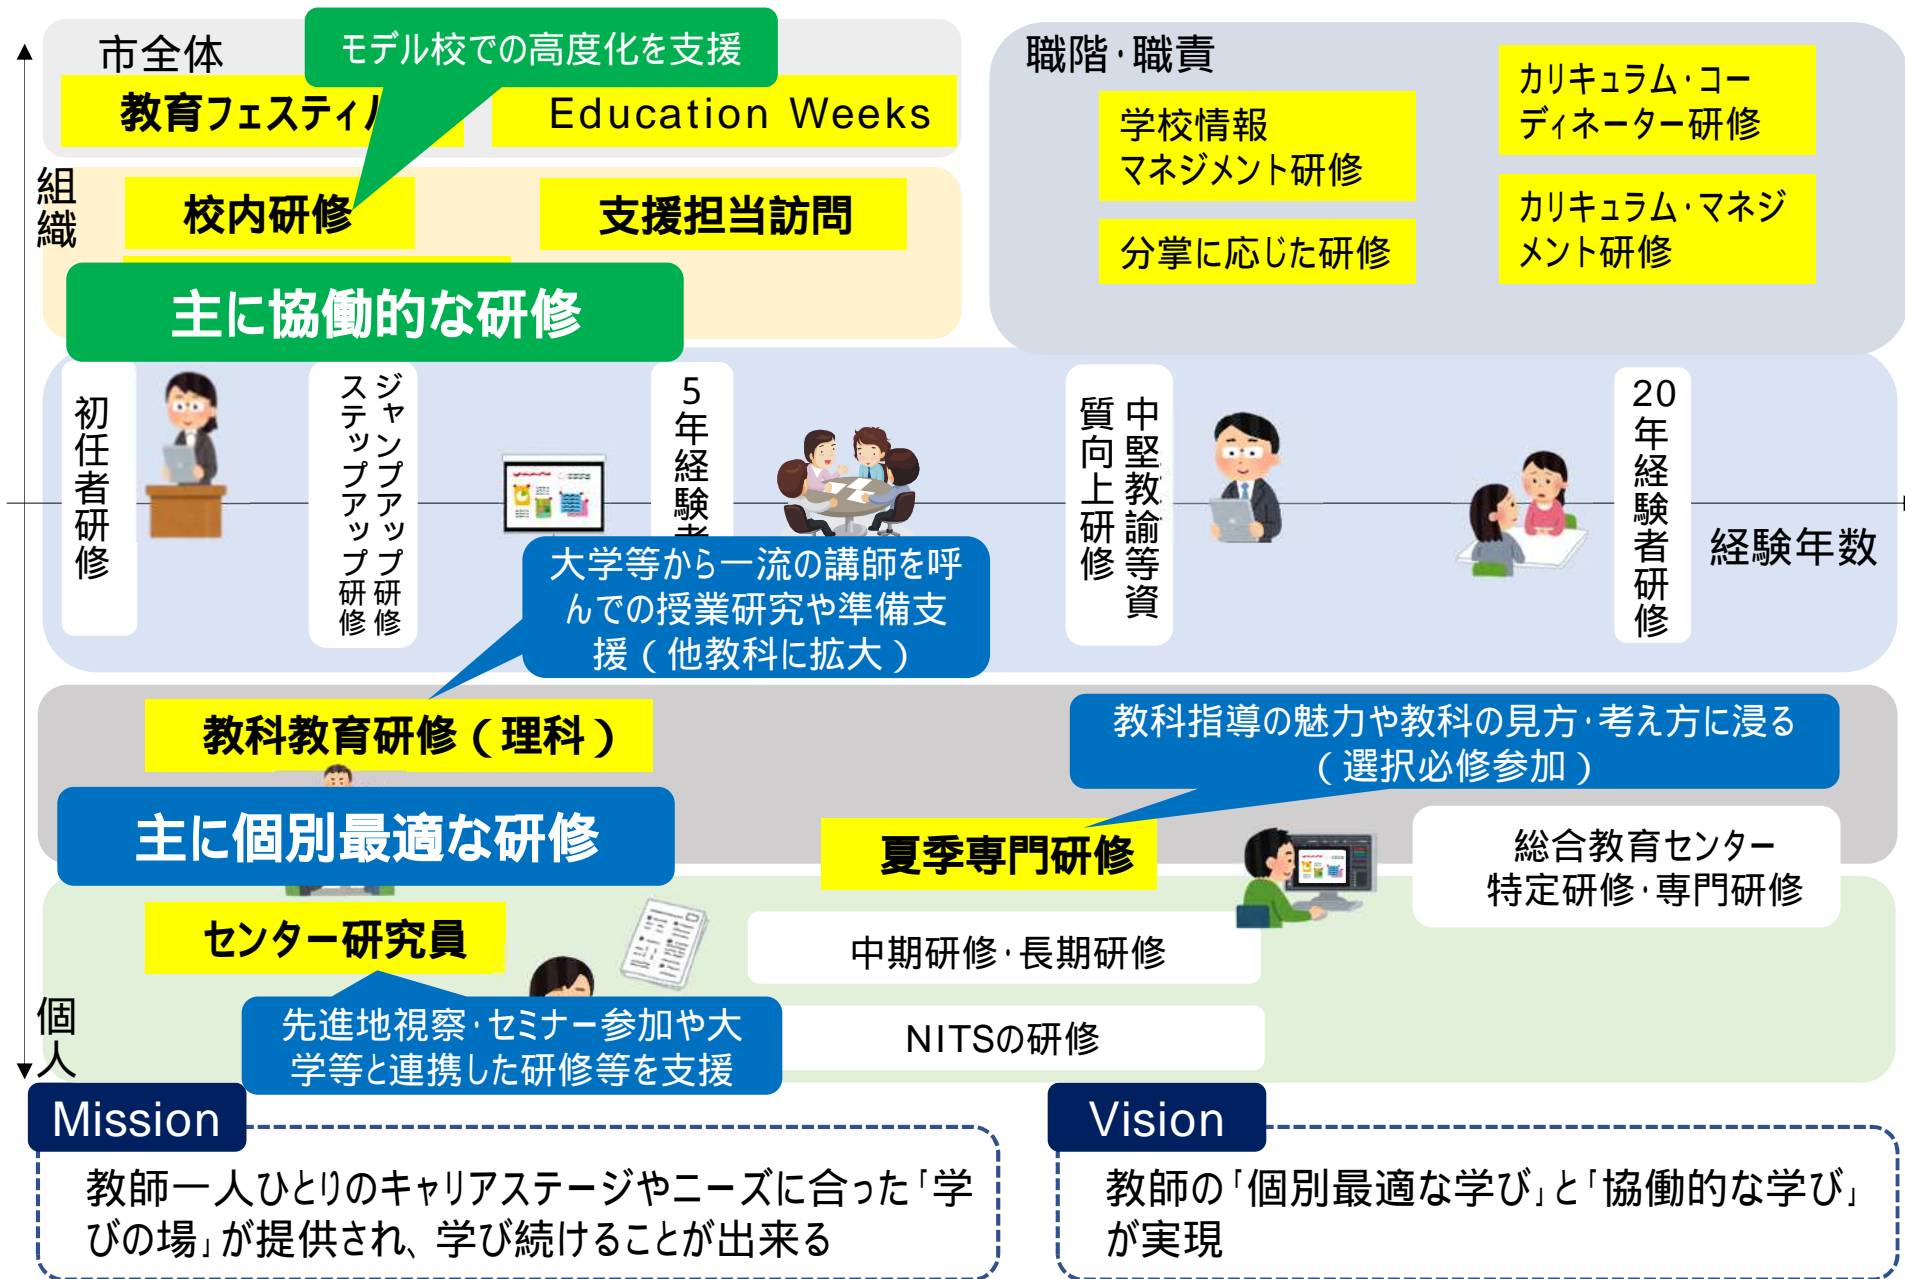 市全体
モデル校での高度化を支援
教育フェスティ
Education Weeks
職階・職責
学校情報
マネジメント研修
カリキュラム・コー
ディネーター研修
分掌に応じた研修
カリキュラム・マネジ
メント研修
組織
校内研修
支援担当訪問
主に協働的な研修
初任者研修
ジャンプアップ研修
ステップアップ研修
5年経験者
中堅教諭等資
質向上研修
20年経験者研修
経験年数
大学等から一流の講師を呼
んでの授業研究や準備支
援（他教科に拡大）
教科教育研修（理科）
教科指導の魅力や教科の見方・考え方に浸る
（選択必修参加）
主に個別最適な研修
夏季専門研修
総合教育センター
特定研修・専門研修
センター研究員
中期研修・長期研修
先進地視察・セミナー参加や大
学等と連携した研修等を支援
NITSの研修
個人
Mission
教師一人ひとりのキャリアステージやニーズに合った「学
びの場」が提供され、学び続けることが出来る
Vision
教師の「個別最適な学び」と「協働的な学び」
が実現